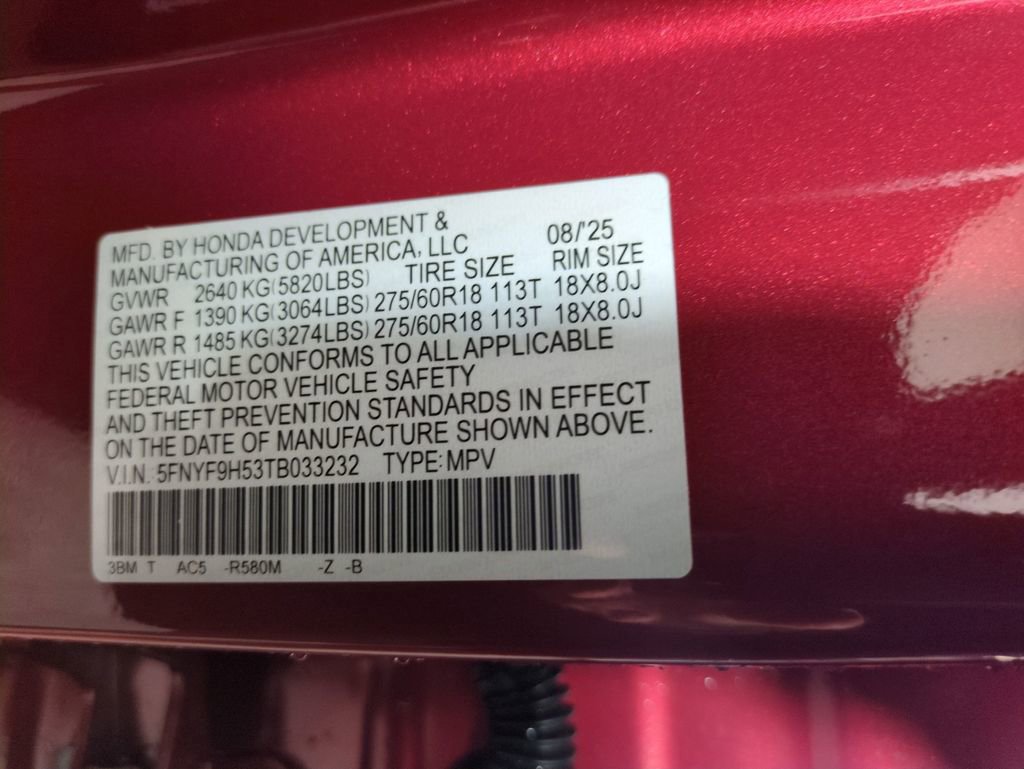 MFD. BY HONDA DEVELOPMENT &
MANUFACTURING OF AMERICA, LLC 08/'25
GVWR 2640 KG(5820LBS) TIRE SIZE RIM SIZE
GAWR F 1390 KG(3064LBS) 275/60R18 113T 18X8.0J
GAWR R 1485 KG(3274LBS) 275/60R18 113T 18X8.0J
THIS VEHICLE CONFORMS TO ALL APPLICABLE
FEDERAL MOTOR VEHICLE SAFETY
AND THEFT PREVENTION STANDARDS IN EFFECT
ON THE DATE OF MANUFACTURE SHOWN ABOVE.
V.I.N. 5FNYF9H53TB033232 TYPE:MPV
3BM T AC5 -R580M -Z -B